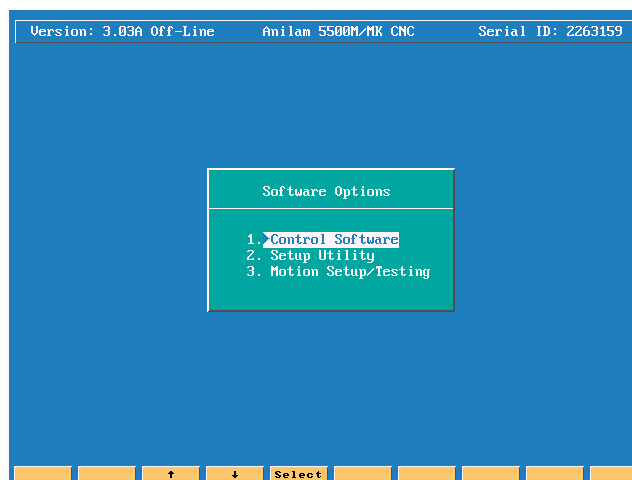 Version: 3.03A Off-Line Anilam 5500M/MK CNC Serial ID: 2263159
Software Options
1.►Control Software
2. Setup Utility
3. Motion Setup/Testing
↑ ↓ Select